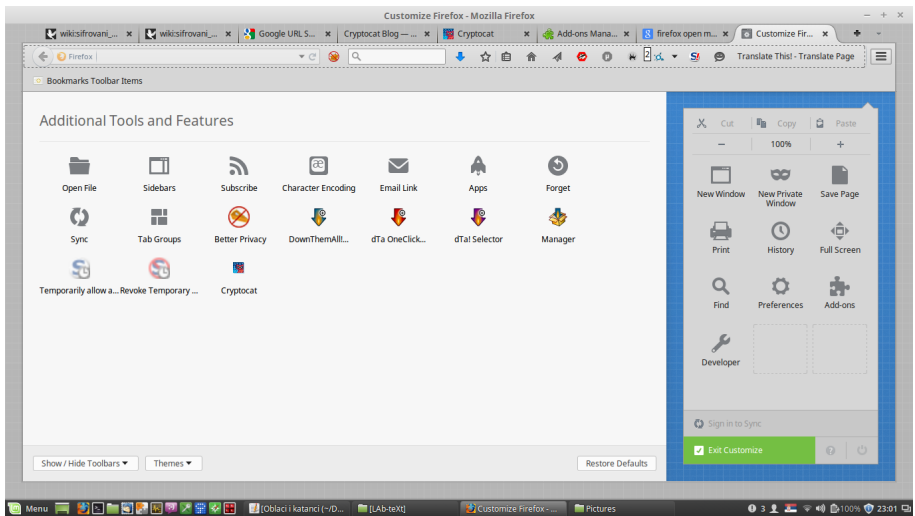 Customize Firefox - Mozilla Firefox
wiki:sifrovani_... wiki:sifrovani_... Google URL S... Cryptocat Blog — ... Cryptocat Add-ons Mana... firefox open m... Customize Fir...
Firefox 2 Translate This! - Translate Page
Bookmarks Toolbar Items
Additional Tools and Features
Open File Sidebars Subscribe Character Encoding Email Link Apps Forget
Sync Tab Groups Better Privacy DownThemAll!... dTa OneClick... dTa! Selector Manager
Temporarily allow a... Revoke Temporary ... Cryptocat
Cut Copy Paste
− 100% +
New Window New Private Window Save Page
Print History Full Screen
Find Preferences Add-ons
Developer
Sign in to Sync
Exit Customize
Show / Hide Toolbars Themes Restore Defaults
Menu [Oblaci i katanci (~/D... [LAb-teXt] Customize Firefox - ... Pictures 3 100% 23:01